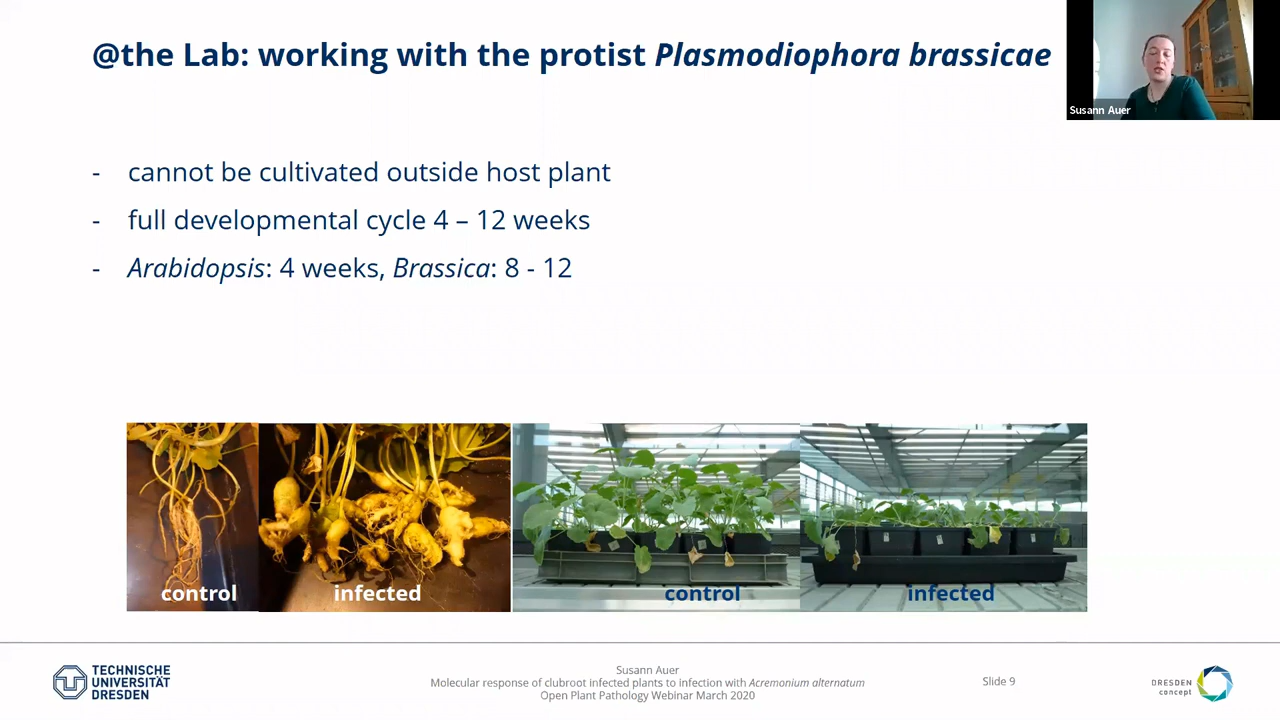 @the Lab: working with the protist Plasmodiophora brassicae
Susann Auer
- cannot be cultivated outside host plant
- full developmental cycle 4 – 12 weeks
- Arabidopsis: 4 weeks, Brassica: 8 - 12
control
infected
control
infected
TECHNISCHE
UNIVERSITÄT
DRESDEN
Susann Auer
Molecular response of clubroot infected plants to infection with Acremonium alternatum
Open Plant Pathology Webinar March 2020
Slide 9
DRESDEN
concept